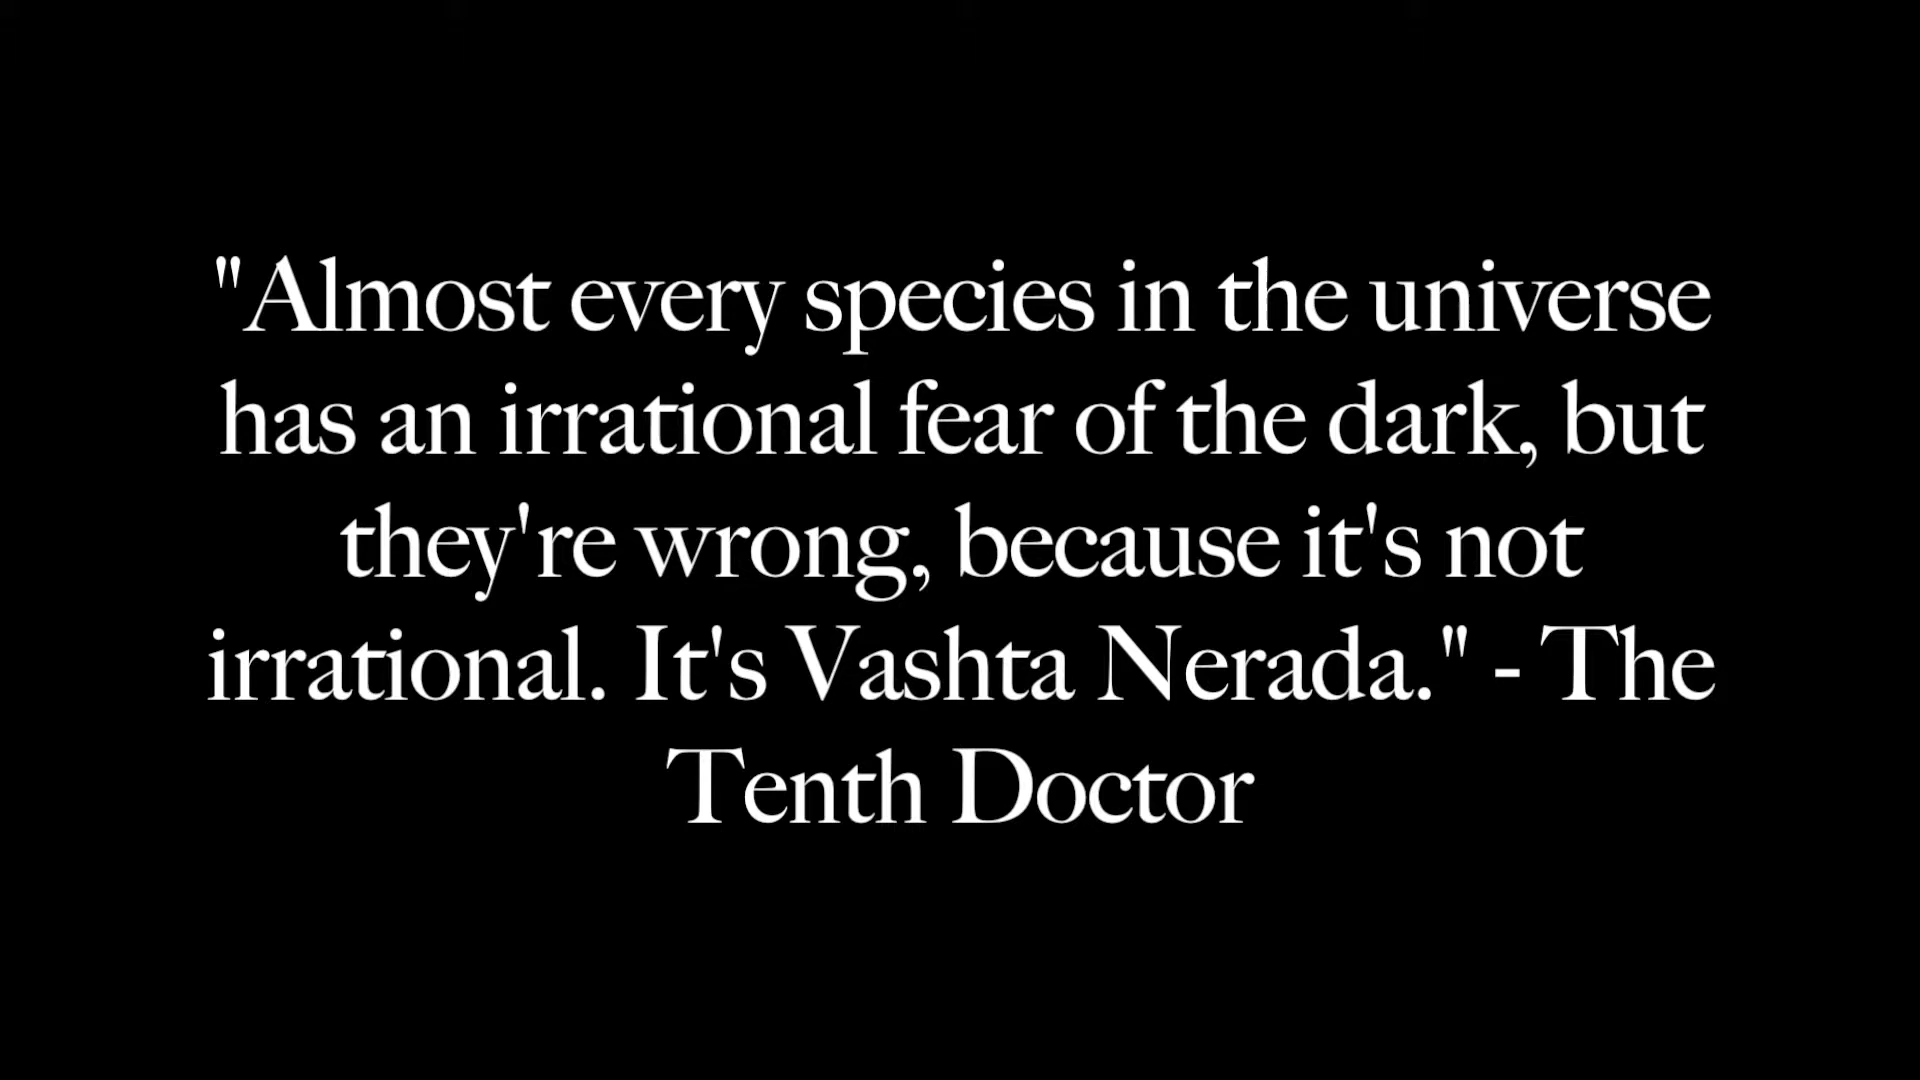 "Almost every species in the universe
has an irrational fear of the dark, but
they're wrong, because it's not
irrational. It's Vashta Nerada." - The
Tenth Doctor